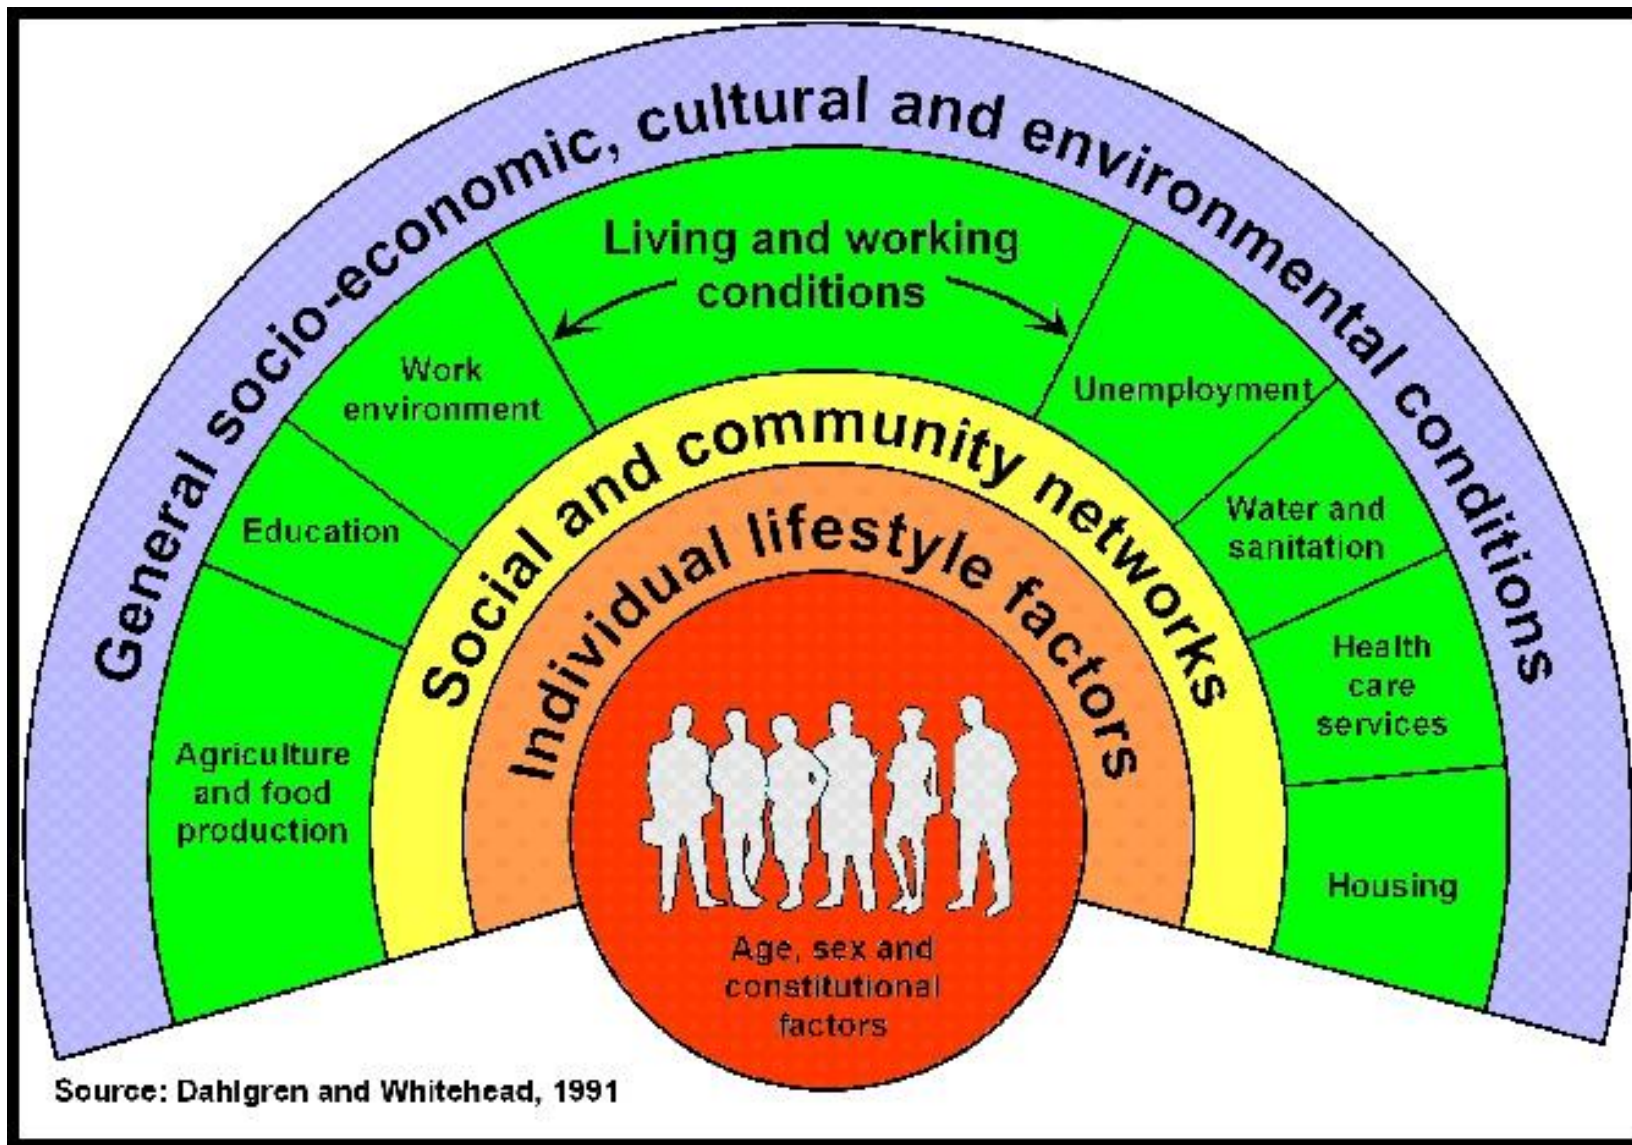 General socio-economic, cultural and environmental conditions
Living and working
conditions
Work
environment
Unemployment
Education
Water and
sanitation
Agriculture
and food
production
Health
care
services
Housing
Social and community networks
Individual lifestyle factors
Age, sex and
constitutional
factors
Source: Dahlgren and Whitehead, 1991